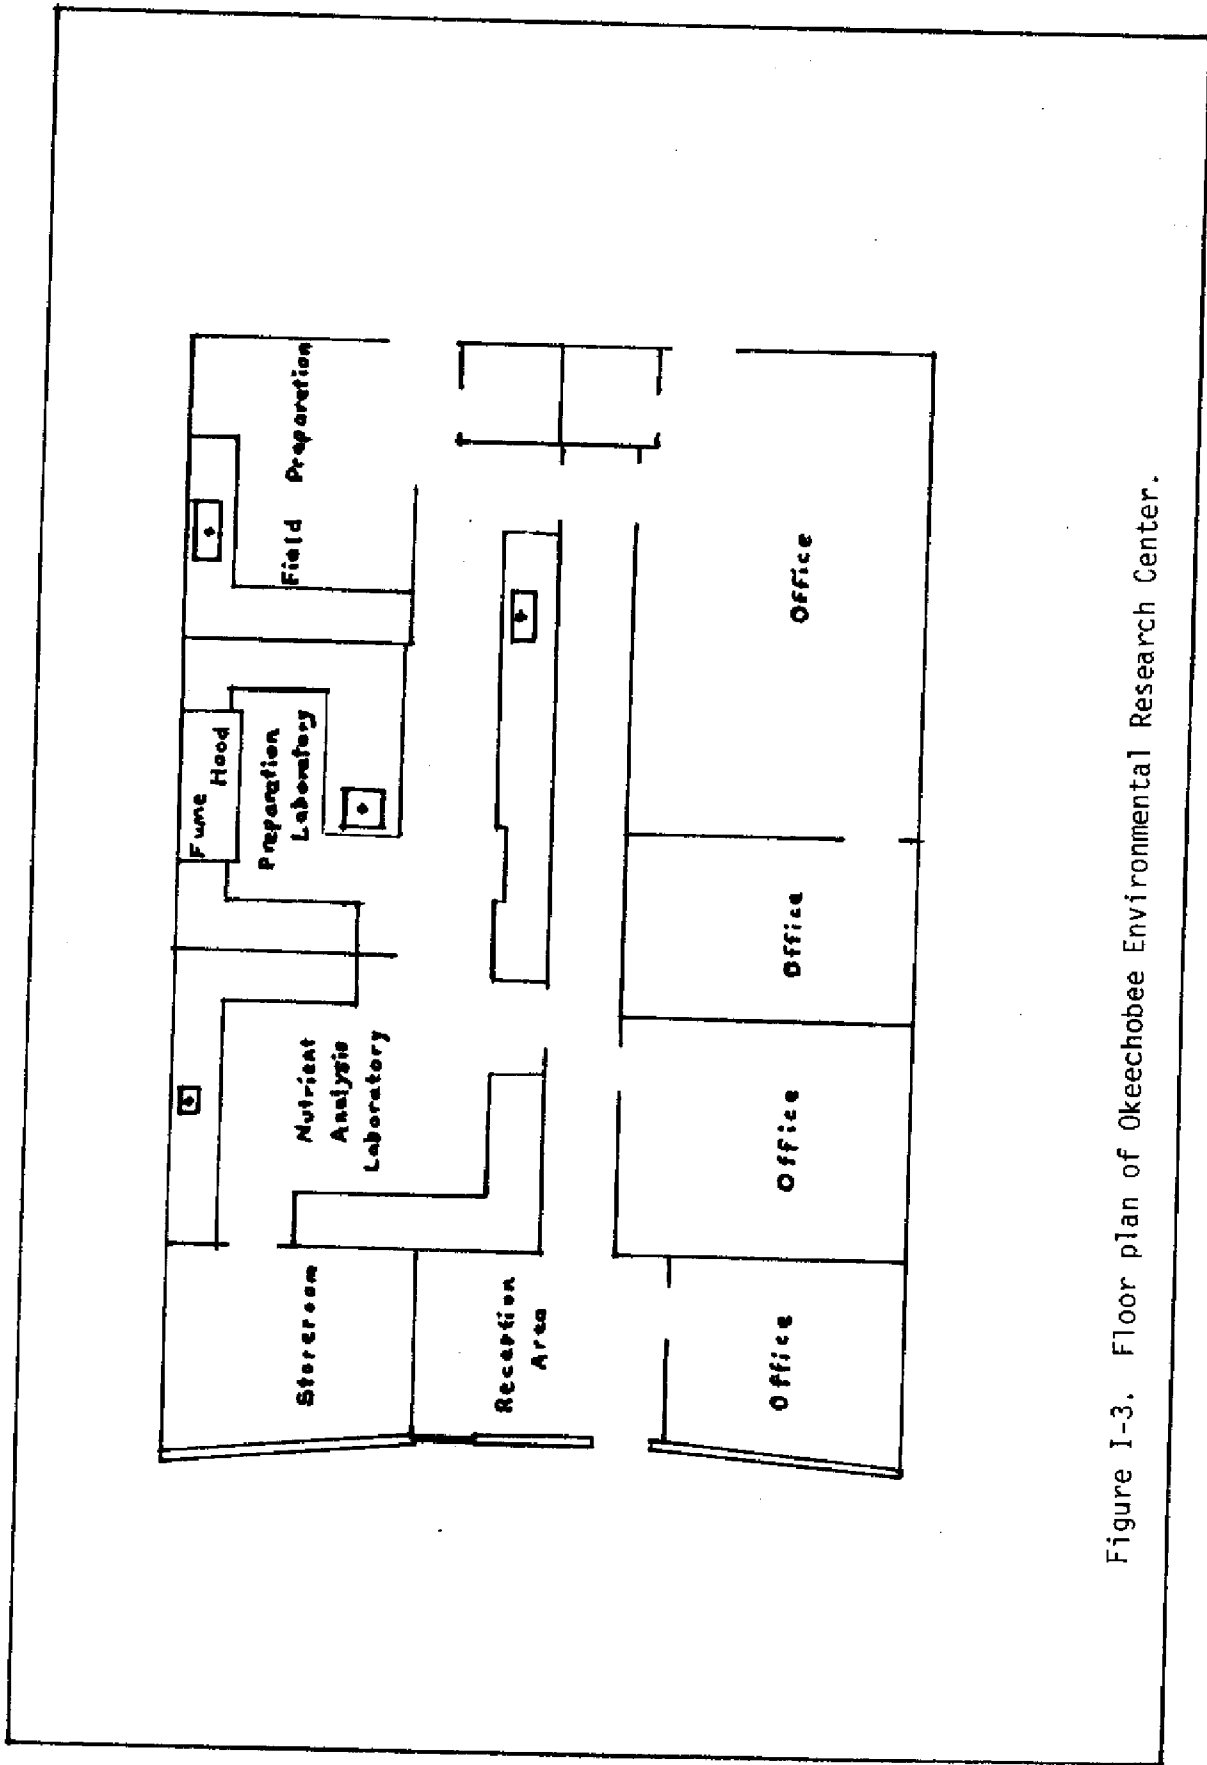 Fume
Hood
Preparation
Laboratory
Field Preparation
Nutrient
Analysis
Laboratory
Storeroom
Reception
Area
Office
Office
Office
Office
Figure I-3. Floor plan of Okeechobee Environmental Research Center.